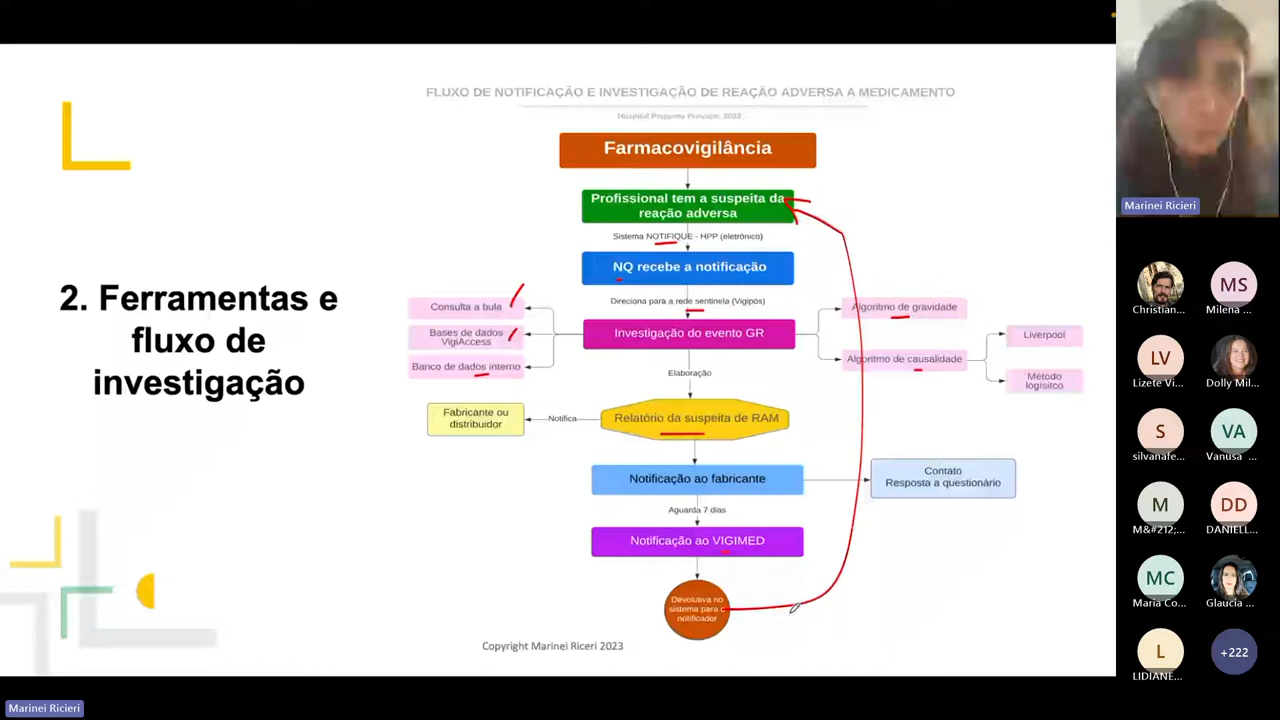 FLUXO DE NOTIFICAÇÃO E INVESTIGAÇÃO DE REAÇÃO ADVERSA A MEDICAMENTO
Hospital Pequeno Príncipe, 2023
2. Ferramentas e
fluxo de
investigação
Farmacovigilância
Profissional tem a suspeita da
reação adversa
Sistema NOTIFIQUE - HPP (eletrônico)
NQ recebe a notificação
Direciona para a rede sentinela (Vigipós)
Investigação do evento GR
Consulta a bula
Bases de dados
VigiAccess
Banco de dados interno
Algoritmo de gravidade
Algoritmo de causalidade
Liverpool
Método
logísitco
Elaboração
Relatório da suspeita de RAM
Notifica
Fabricante ou
distribuidor
Notificação ao fabricante
Contato
Resposta a questionário
Aguarda 7 dias
Notificação ao VIGIMED
Devolutiva no
sistema para o
notificador
Copyright Marinei Riceri 2023
Marinei Ricieri
Christian...
MS
Milena ...
LV
Lizete Vi...
Dolly Mil...
S
silvanafe...
VA
Vanusa ...
M
M&#212;...
DD
DANIELL...
MC
Maria Co...
Glaucia ...
L
LIDIANE...
+222
Marinei Ricieri